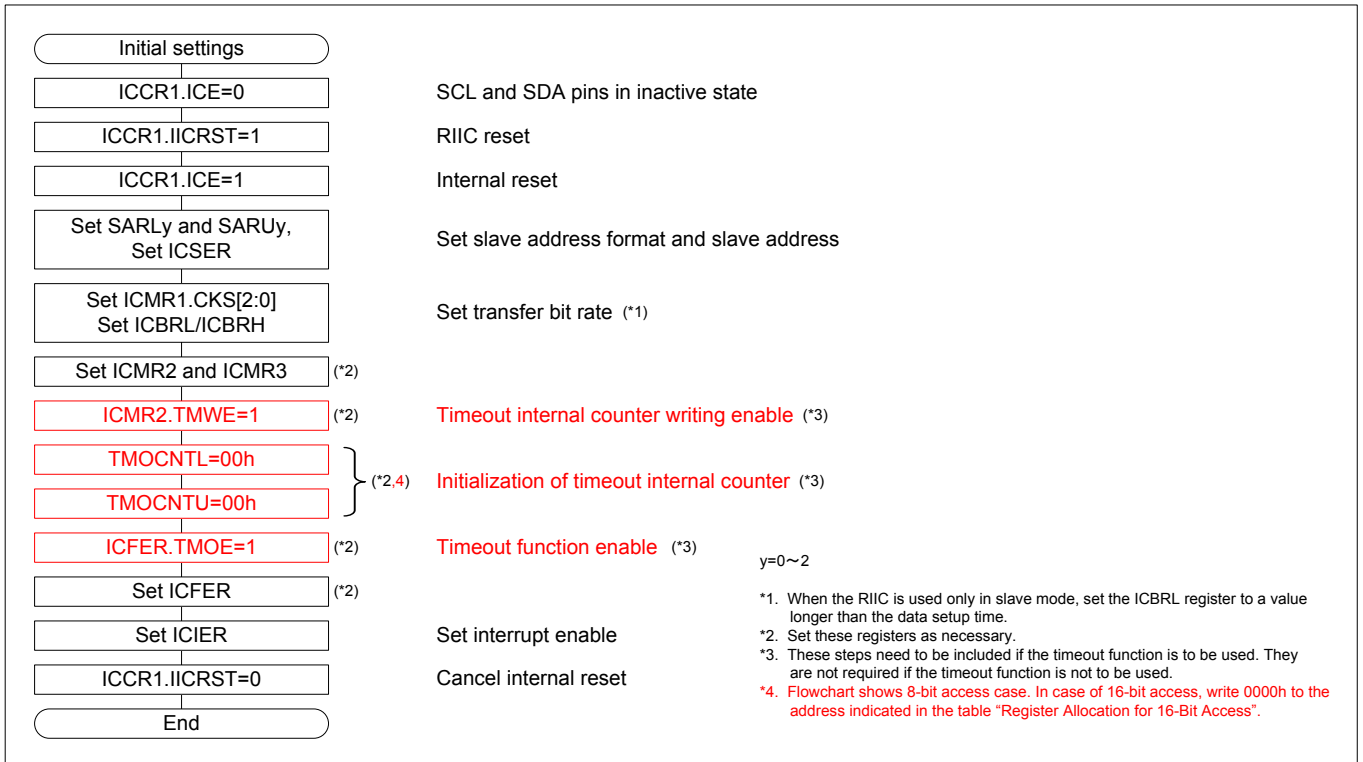 Initial settings
ICCR1.ICE=0 SCL and SDA pins in inactive state
ICCR1.IICRST=1 RIIC reset
ICCR1.ICE=1 Internal reset
Set SARLy and SARUy,
Set ICSER
Set slave address format and slave address
Set ICMR1.CKS[2:0]
Set ICBRL/ICBRH
Set transfer bit rate (*1)
Set ICMR2 and ICMR3 (*2)
ICMR2.TMWE=1 (*2) Timeout internal counter writing enable (*3)
TMOCNTL=00h
TMOCNTU=00h
(*2,4) Initialization of timeout internal counter (*3)
ICFER.TMOE=1 (*2) Timeout function enable (*3)
Set ICFER (*2)
Set ICIER Set interrupt enable
ICCR1.IICRST=0 Cancel internal reset
End
y=0～2
*1. When the RIIC is used only in slave mode, set the ICBRL register to a value
longer than the data setup time.
*2. Set these registers as necessary.
*3. These steps need to be included if the timeout function is to be used. They
are not required if the timeout function is not to be used.
*4. Flowchart shows 8-bit access case. In case of 16-bit access, write 0000h to the
address indicated in the table “Register Allocation for 16-Bit Access”.